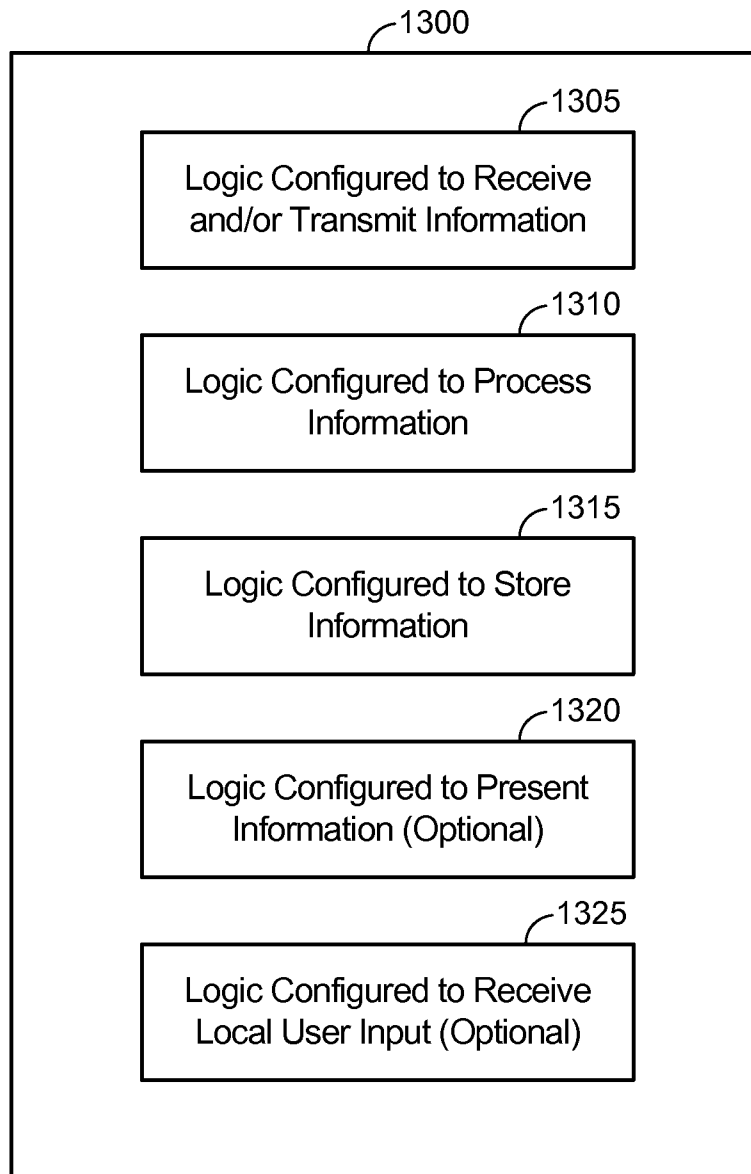 1300
1305
Logic Configured to Receive
and/or Transmit Information
1310
Logic Configured to Process
Information
1315
Logic Configured to Store
Information
1320
Logic Configured to Present
Information (Optional)
1325
Logic Configured to Receive
Local User Input (Optional)